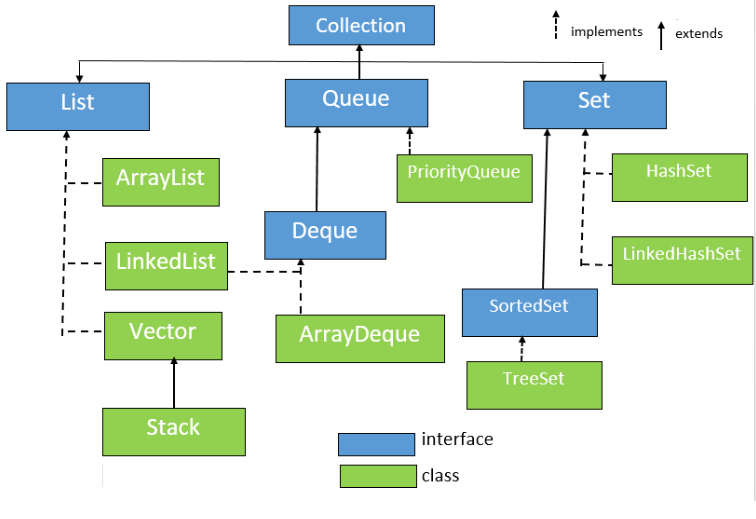 Collection
implements
extends
List
Queue
Set
ArrayList
PriorityQueue
HashSet
Deque
LinkedList
LinkedHashSet
SortedSet
Vector
ArrayDeque
TreeSet
Stack
interface
class